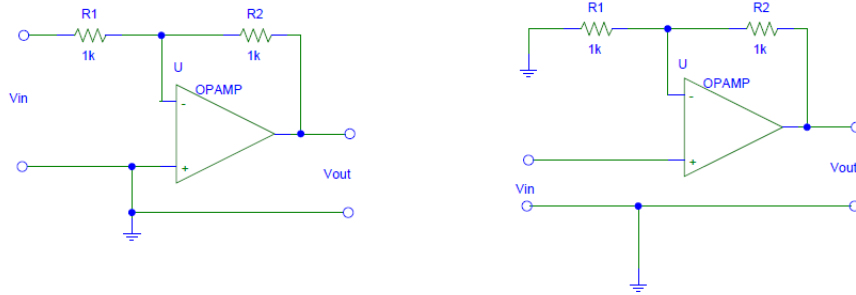 R1
R2
1k
1k
U
OPAMP
Vin
-
+
Vout
R1
R2
1k
1k
U
OPAMP
-
+
Vin
Vout